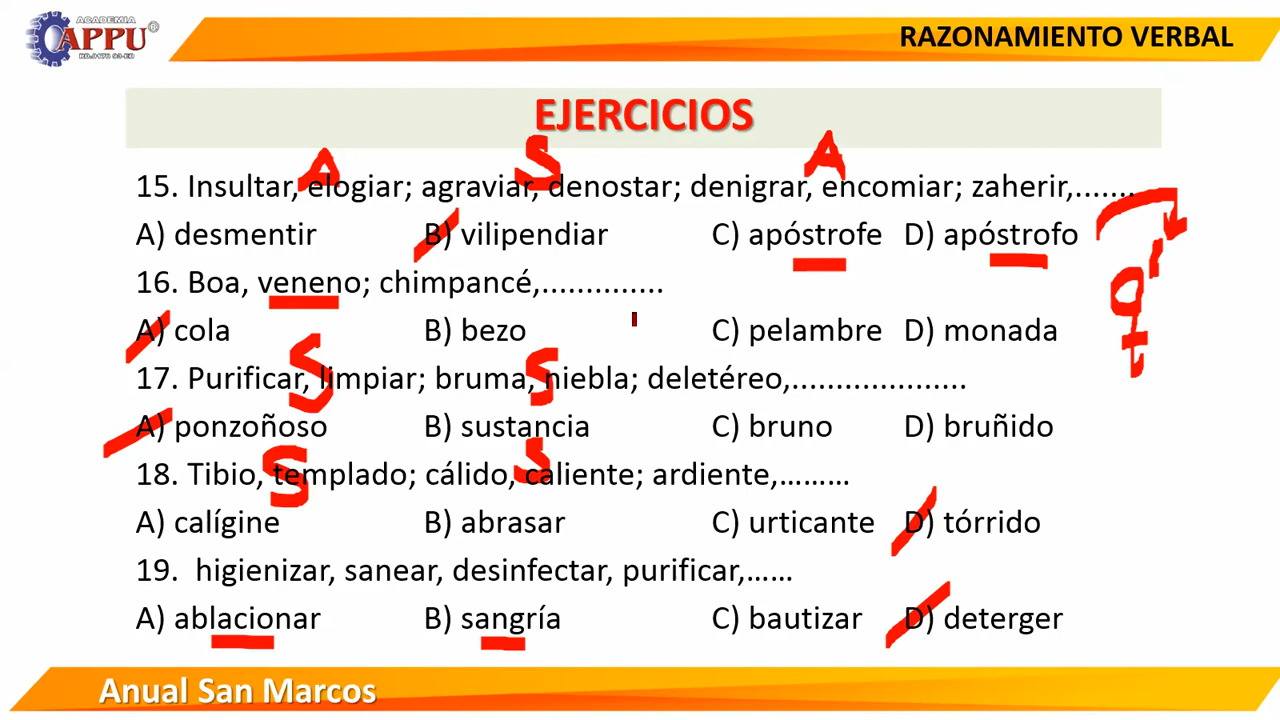 ACADEMIA
APPU®
RAZONAMIENTO VERBAL
EJERCICIOS
A S A
15. Insultar, elogiar; agraviar, denostar; denigrar, encomiar; zaherir,.......
A) desmentir B) vilipendiar C) apóstrofe D) apóstrofo
16. Boa, veneno; chimpancé,..............
A) cola B) bezo C) pelambre D) monada
S S
17. Purificar, limpiar; bruma, niebla; deletéreo,.....................
A) ponzoñoso B) sustancia C) bruno D) bruñido
S S
18. Tibio, templado; cálido, caliente; ardiente,.........
A) calígine B) abrasar C) urticante D) tórrido
19. higienizar, sanear, desinfectar, purificar,......
A) ablacionar B) sangría C) bautizar D) deterger
Anual San Marcos